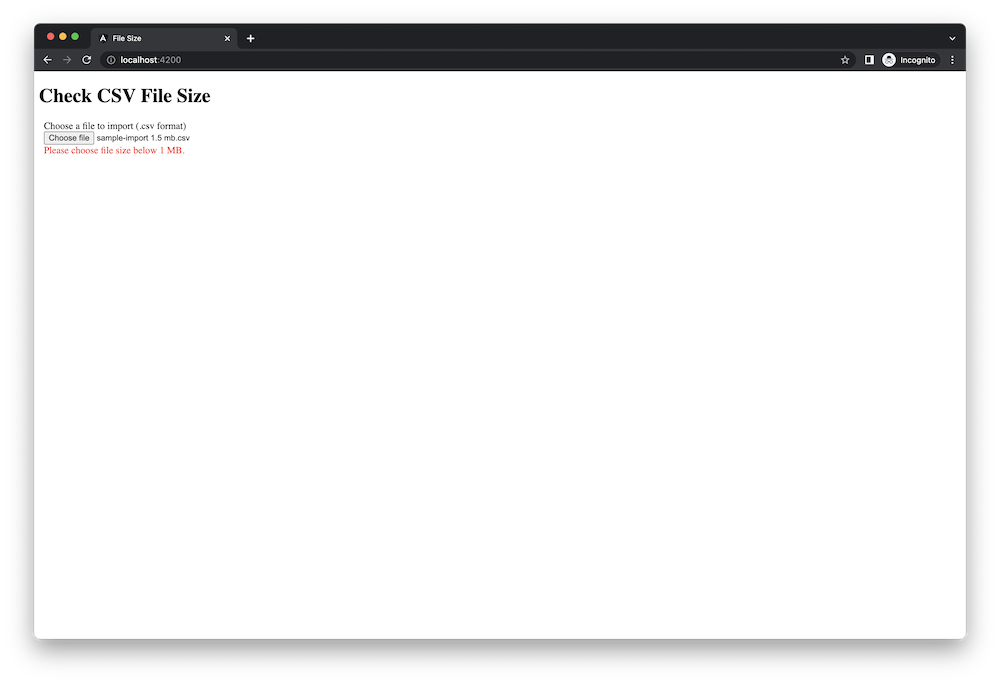 File Size
localhost:4200
Incognito
Check CSV File Size
Choose a file to import (.csv format)
Choose file sample-import 1.5 mb.csv
Please choose file size below 1 MB.